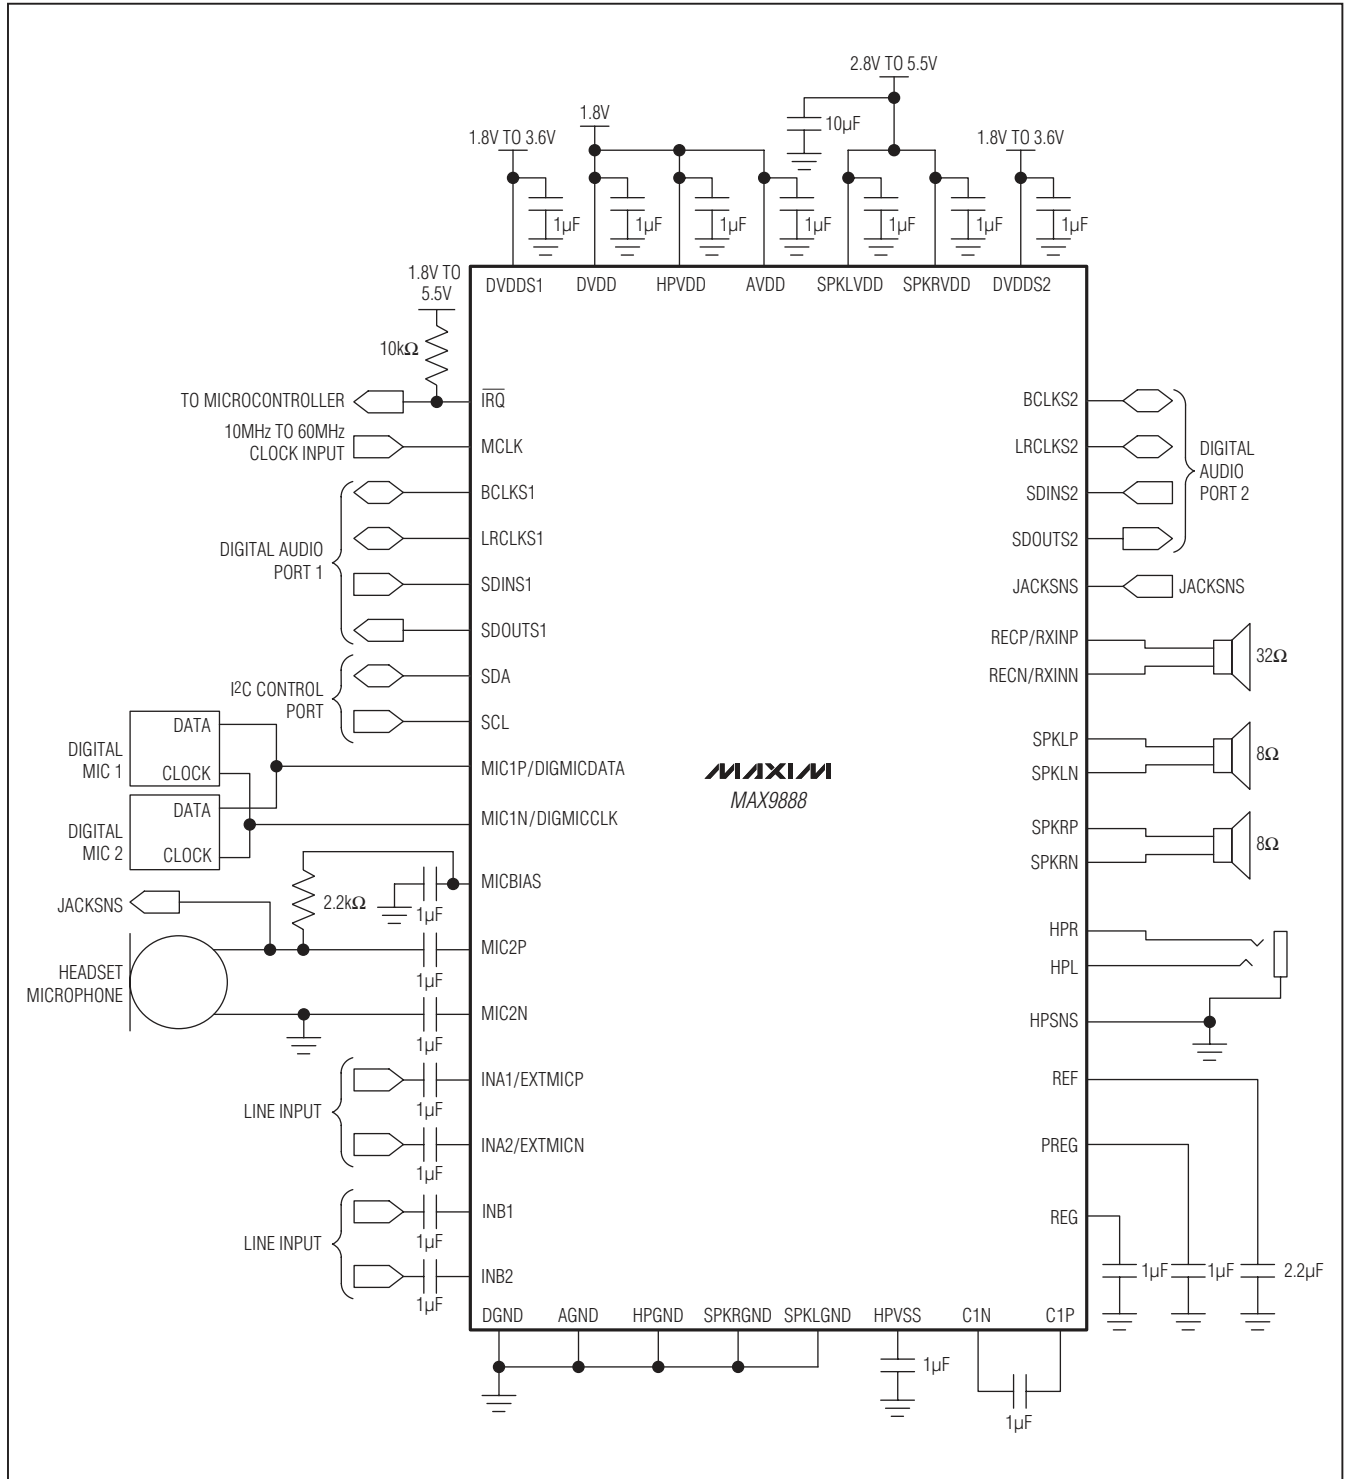 2.8V TO 5.5V
10µF
1.8V
1.8V TO 3.6V
1.8V TO 3.6V
1µF
1µF
1µF
1µF
1µF
1µF
1µF
1.8V TO
5.5V
10kΩ
DVDDS1
DVDD
HPVDD
AVDD
SPKLVDD
SPKRVDD
DVDDS2
TO MICROCONTROLLER
IRQ
10MHz TO 60MHz
CLOCK INPUT
MCLK
DIGITAL AUDIO
PORT 1
BCLKS1
LRCLKS1
SDINS1
SDOUTS1
I²C CONTROL
PORT
SDA
SCL
DIGITAL
MIC 1
DATA
CLOCK
DIGITAL
MIC 2
DATA
CLOCK
MIC1P/DIGMICDATA
MIC1N/DIGMICCLK
MICBIAS
1µF
2.2kΩ
JACKSNS
HEADSET
MICROPHONE
MIC2P
1µF
MIC2N
1µF
LINE INPUT
INA1/EXTMICP
1µF
INA2/EXTMICN
1µF
LINE INPUT
INB1
1µF
INB2
1µF
MAXIM
MAX9888
BCLKS2
LRCLKS2
SDINS2
SDOUTS2
DIGITAL
AUDIO
PORT 2
JACKSNS
JACKSNS
RECP/RXINP
RECN/RXINN
32Ω
SPKLP
SPKLN
8Ω
SPKRP
SPKRN
8Ω
HPR
HPL
HPSNS
REF
PREG
REG
1µF
1µF
2.2µF
DGND
AGND
HPGND
SPKRGND
SPKLGND
HPVSS
C1N
C1P
1µF
1µF